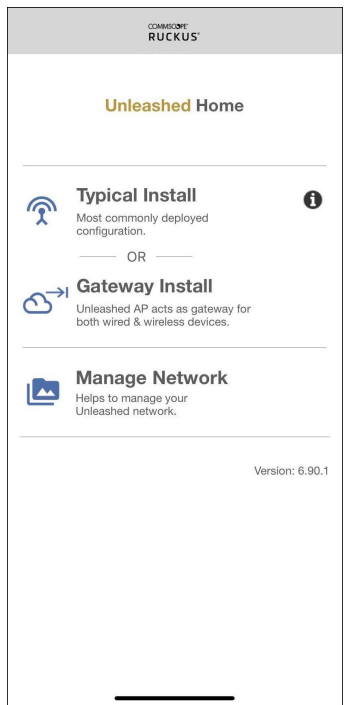 COMMSCOPE
RUCKUS
Unleashed Home
Typical Install
Most commonly deployed
configuration.
OR
Gateway Install
Unleashed AP acts as gateway for
both wired & wireless devices.
Manage Network
Helps to manage your
Unleashed network.
Version: 6.90.1